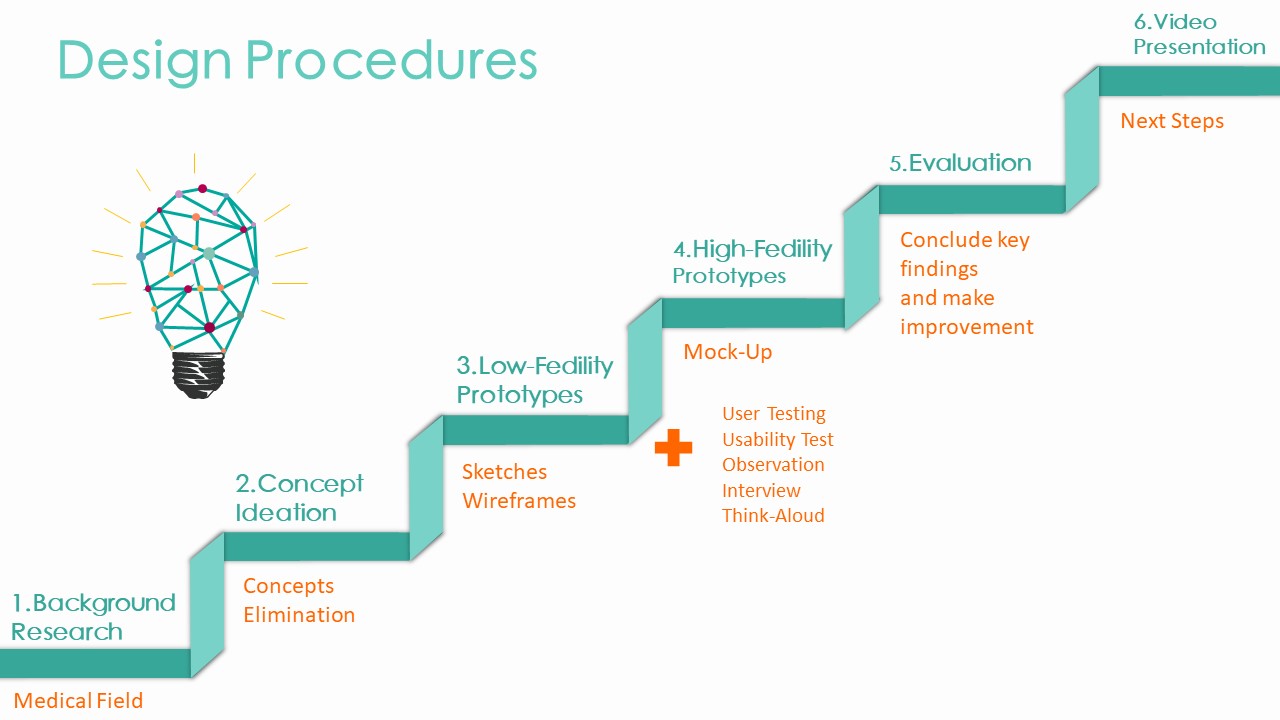 Design Procedures
1.Background
Research
Medical Field
2.Concept
Ideation
Concepts
Elimination
3.Low-Fedility
Prototypes
Sketches
Wireframes
4.High-Fedility
Prototypes
Mock-Up
User Testing
Usability Test
Observation
Interview
Think-Aloud
5.Evaluation
Conclude key
findings
and make
improvement
6.Video
Presentation
Next Steps